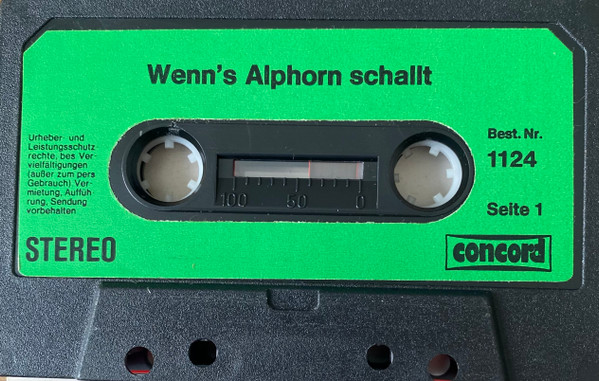 Wenn's Alphorn schallt
Urheber- und
Leistungsschutz
rechte, bes. Ver-
vielfältigungen
(außer zum pers
Gebrauch) Ver-
mietung, Auffüh-
rung, Sendung
vorbehalten
STEREO
100 50 0
Best. Nr.
1124
Seite 1
concord